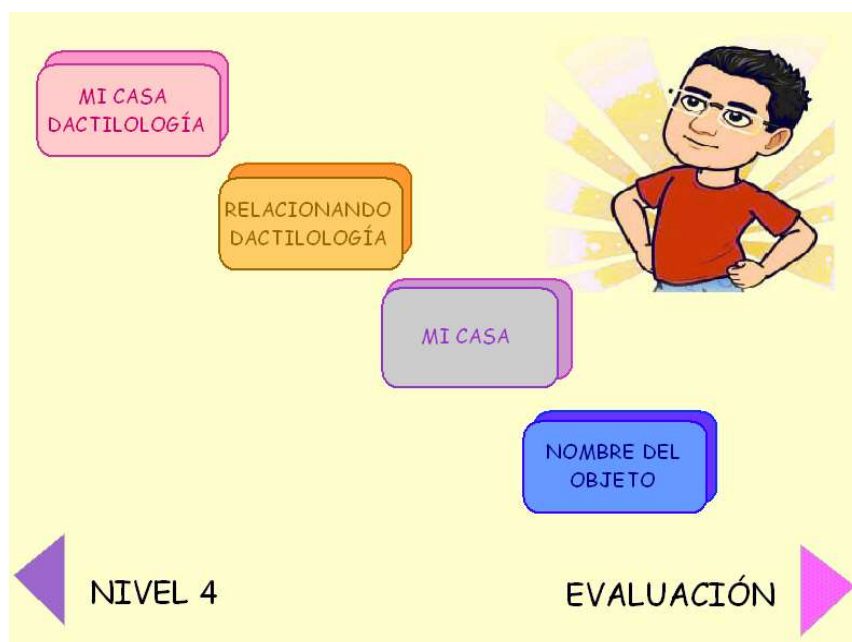 MI CASA
DACTILOLOGÍA
RELACIONANDO
DACTILOLOGÍA
MI CASA
NOMBRE DEL
OBJETO
NIVEL 4
EVALUACIÓN